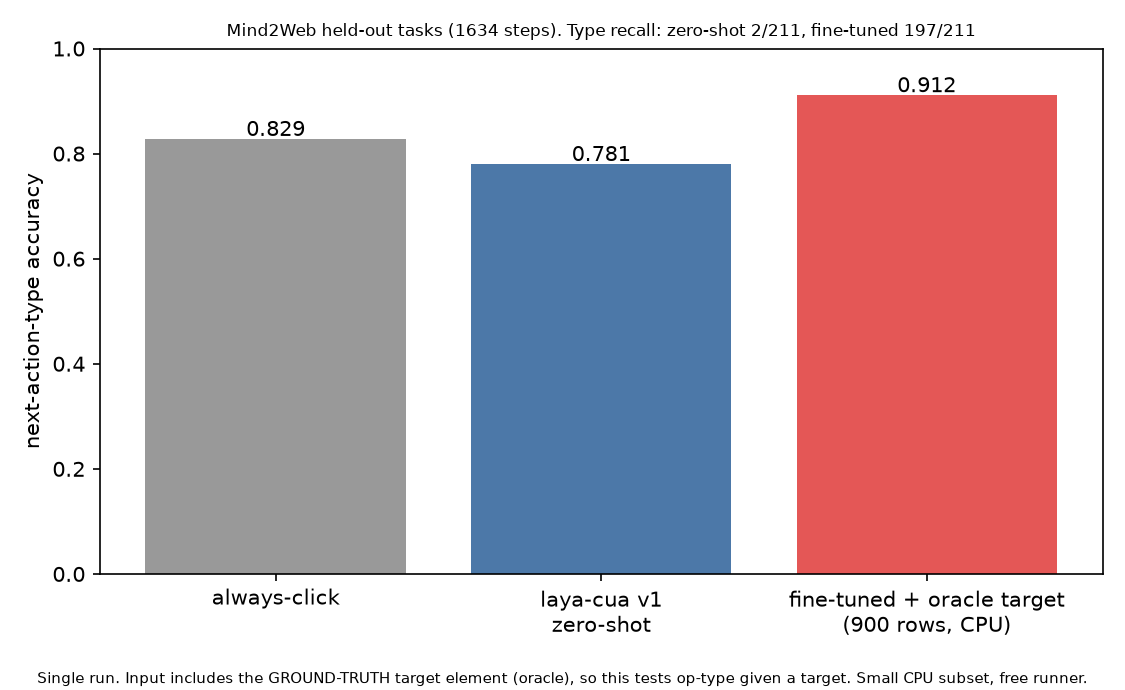 Mind2Web held-out tasks (1634 steps). Type recall: zero-shot 2/211, fine-tuned 197/211
next-action-type accuracy
1.0
0.8
0.6
0.4
0.2
0.0
0.829
0.781
0.912
always-click
laya-cua v1
zero-shot
fine-tuned + oracle target
(900 rows, CPU)
Single run. Input includes the GROUND-TRUTH target element (oracle), so this tests op-type given a target. Small CPU subset, free runner.